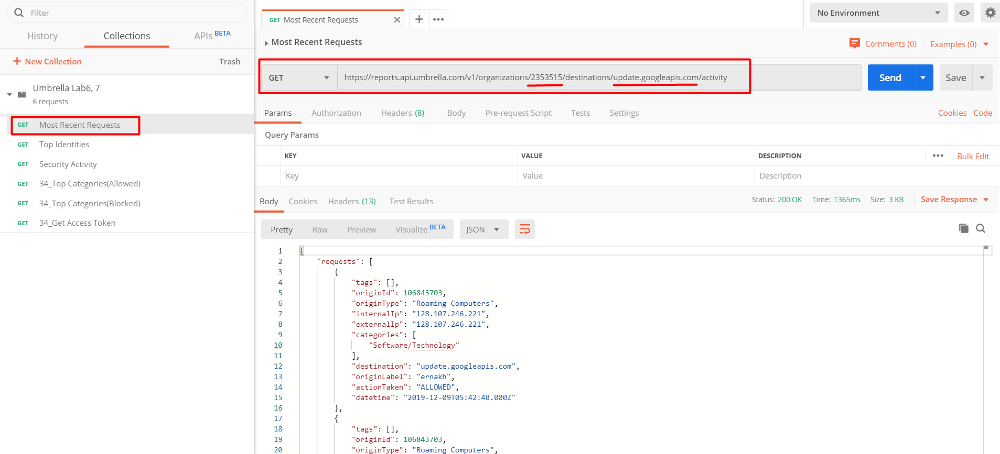 Filter
History
Collections
APIs BETA
+ New Collection
Trash
Umbrella Lab6, 7
6 requests
GET Most Recent Requests
GET Top Identities
GET Security Activity
GET 34_Top Categories(Allowed)
GET 34_Top Categories(Blocked)
GET 34_Get Access Token
GET Most Recent Requests
No Environment
Most Recent Requests
Comments (0)
Examples (0)
GET
https://reports.api.umbrella.com/v1/organizations/2353515/destinations/update.googleapis.com/activity
Send
Save
Params
Authorization
Headers (8)
Body
Pre-request Script
Tests
Settings
Cookies
Code
Query Params
KEY
VALUE
DESCRIPTION
Bulk Edit
Key
Value
Description
Body
Cookies
Headers (13)
Test Results
Status: 200 OK
Time: 1365ms
Size: 3 KB
Save Response
Pretty
Raw
Preview
Visualize BETA
JSON
1 {
2 "requests": [
3 {
4 "tags": [],
5 "originId": 106843703,
6 "originType": "Roaming Computers",
7 "internalIp": "128.107.246.221",
8 "externalIp": "128.107.246.221",
9 "categories": [
10 "Software/Technology"
11 ],
12 "destination": "update.googleapis.com",
13 "originLabel": "ernakh",
14 "actionTaken": "ALLOWED",
15 "datetime": "2019-12-09T05:42:48.000Z"
16 },
17 {
18 "tags": [],
19 "originId": 106843703,
20 "originType": "Roaming Computers",